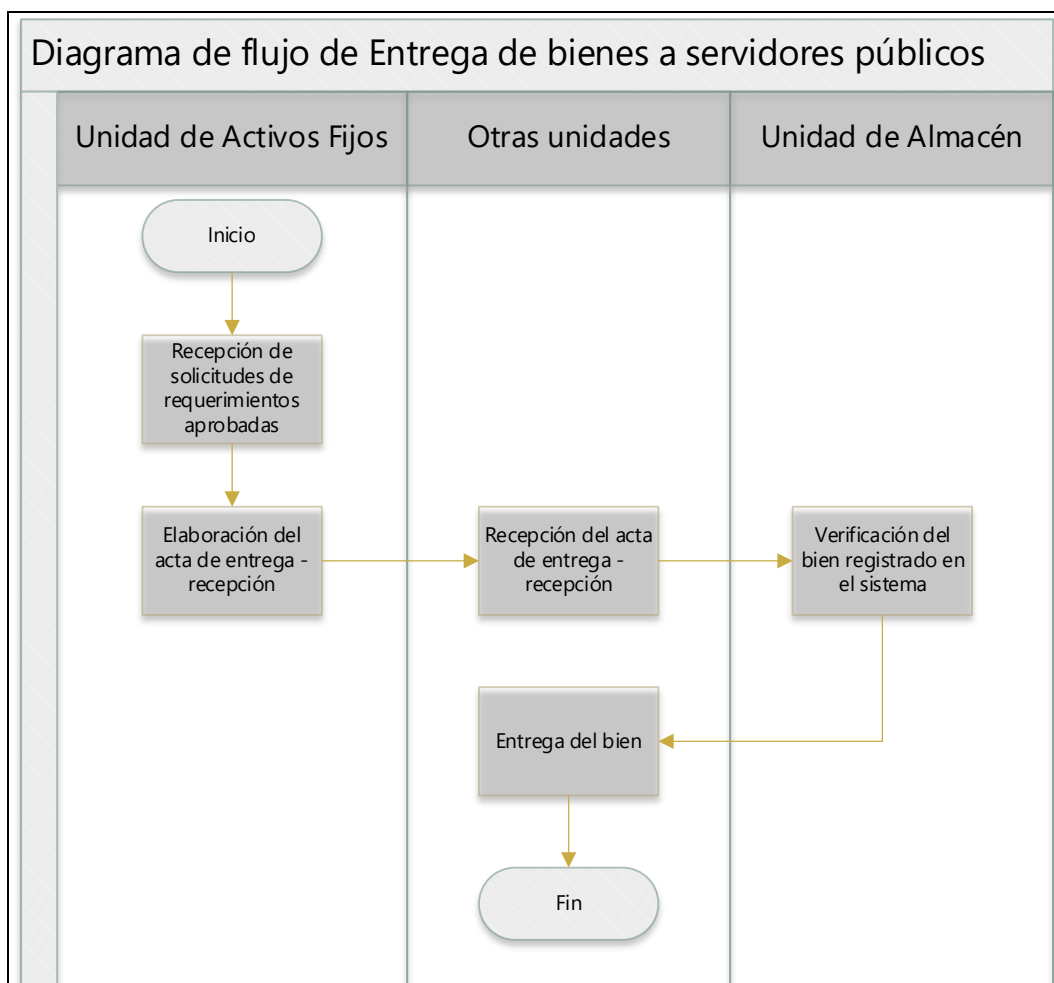 Diagrama de flujo de Entrega de bienes a servidores públicos
Unidad de Activos Fijos
Otras unidades
Unidad de Almacén
Inicio
Recepción de
solicitudes de
requerimientos
aprobadas
Elaboración del
acta de entrega -
recepción
Recepción del acta
de entrega -
recepción
Verificación del
bien registrado en
el sistema
Entrega del bien
Fin